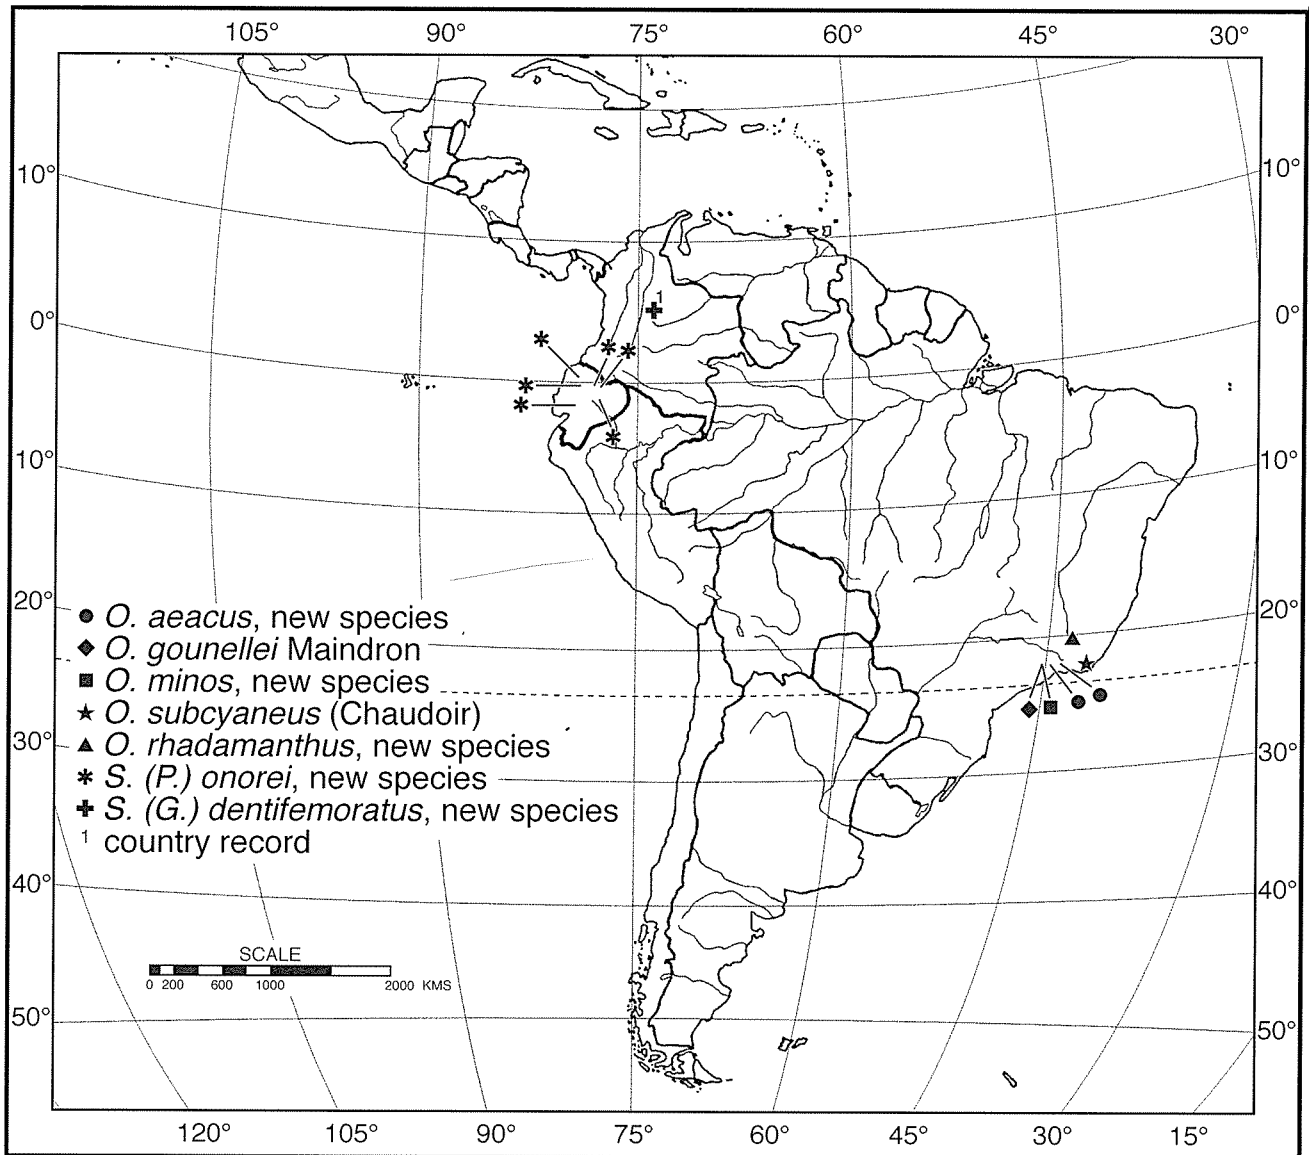 105° 90° 75° 60° 45° 30°
10° 10°
0° 0°
10° 10°
20° 20°
30° 30°
40° 40°
50° 50°
1
O. aeacus, new species
O. gounellei Maindron
O. minos, new species
O. subcyaneus (Chaudoir)
O. rhadamanthus, new species
S. (P.) onorei, new species
S. (G.) dentifemoratus, new species
1 country record
SCALE
0 200 600 1000 2000 KMS
120° 105° 90° 75° 60° 45° 30° 15°